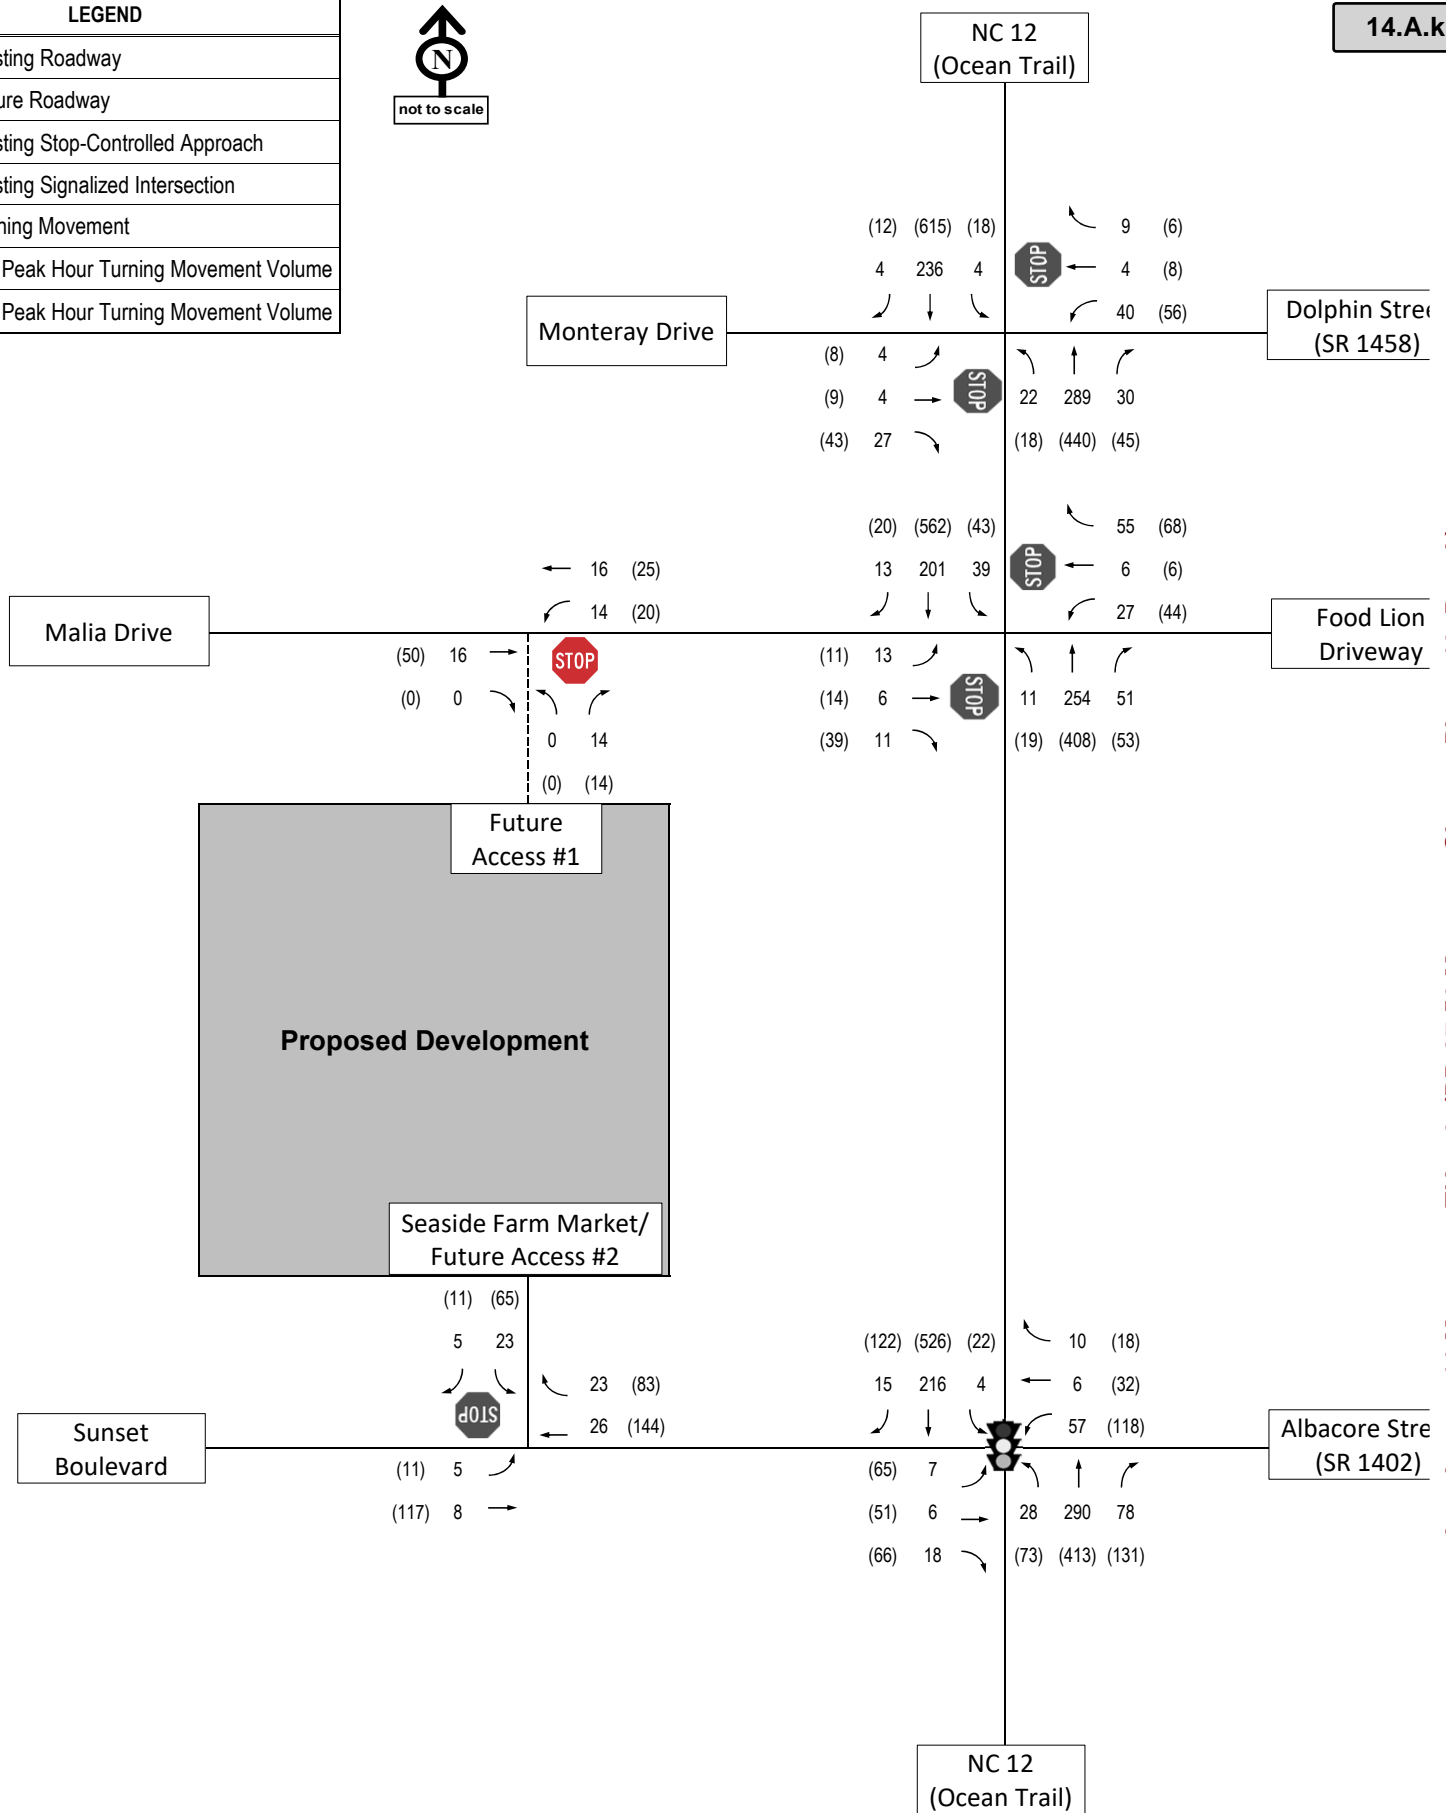 LEGEND
sting Roadway
ure Roadway
sting Stop-Controlled Approach
sting Signalized Intersection
ning Movement
Peak Hour Turning Movement Volume
Peak Hour Turning Movement Volume
N
not to scale
NC 12
(Ocean Trail)
14.A.k
(12) (615) (18)
4 236 4
STOP
9 (6)
4 (8)
40 (56)
Monteray Drive
Dolphin Stree
(SR 1458)
(8) 4
(9) 4
(43) 27
STOP
22 289 30
(18) (440) (45)
(20) (562) (43)
13 201 39
STOP
55 (68)
6 (6)
27 (44)
16 (25)
14 (20)
Malia Drive
Food Lion
Driveway
(50) 16
(0) 0
STOP
0 14
(0) (14)
(11) 13
(14) 6
(39) 11
STOP
11 254 51
(19) (408) (53)
Future
Access #1
Proposed Development
Seaside Farm Market/
Future Access #2
(11) (65)
5 23
STOP
23 (83)
26 (144)
(122) (526) (22)
15 216 4
10 (18)
6 (32)
57 (118)
Sunset
Boulevard
Albacore Stre
(SR 1402)
(11) 5
(117) 8
(65) 7
(51) 6
(66) 18
28 290 78
(73) (413) (131)
NC 12
(Ocean Trail)